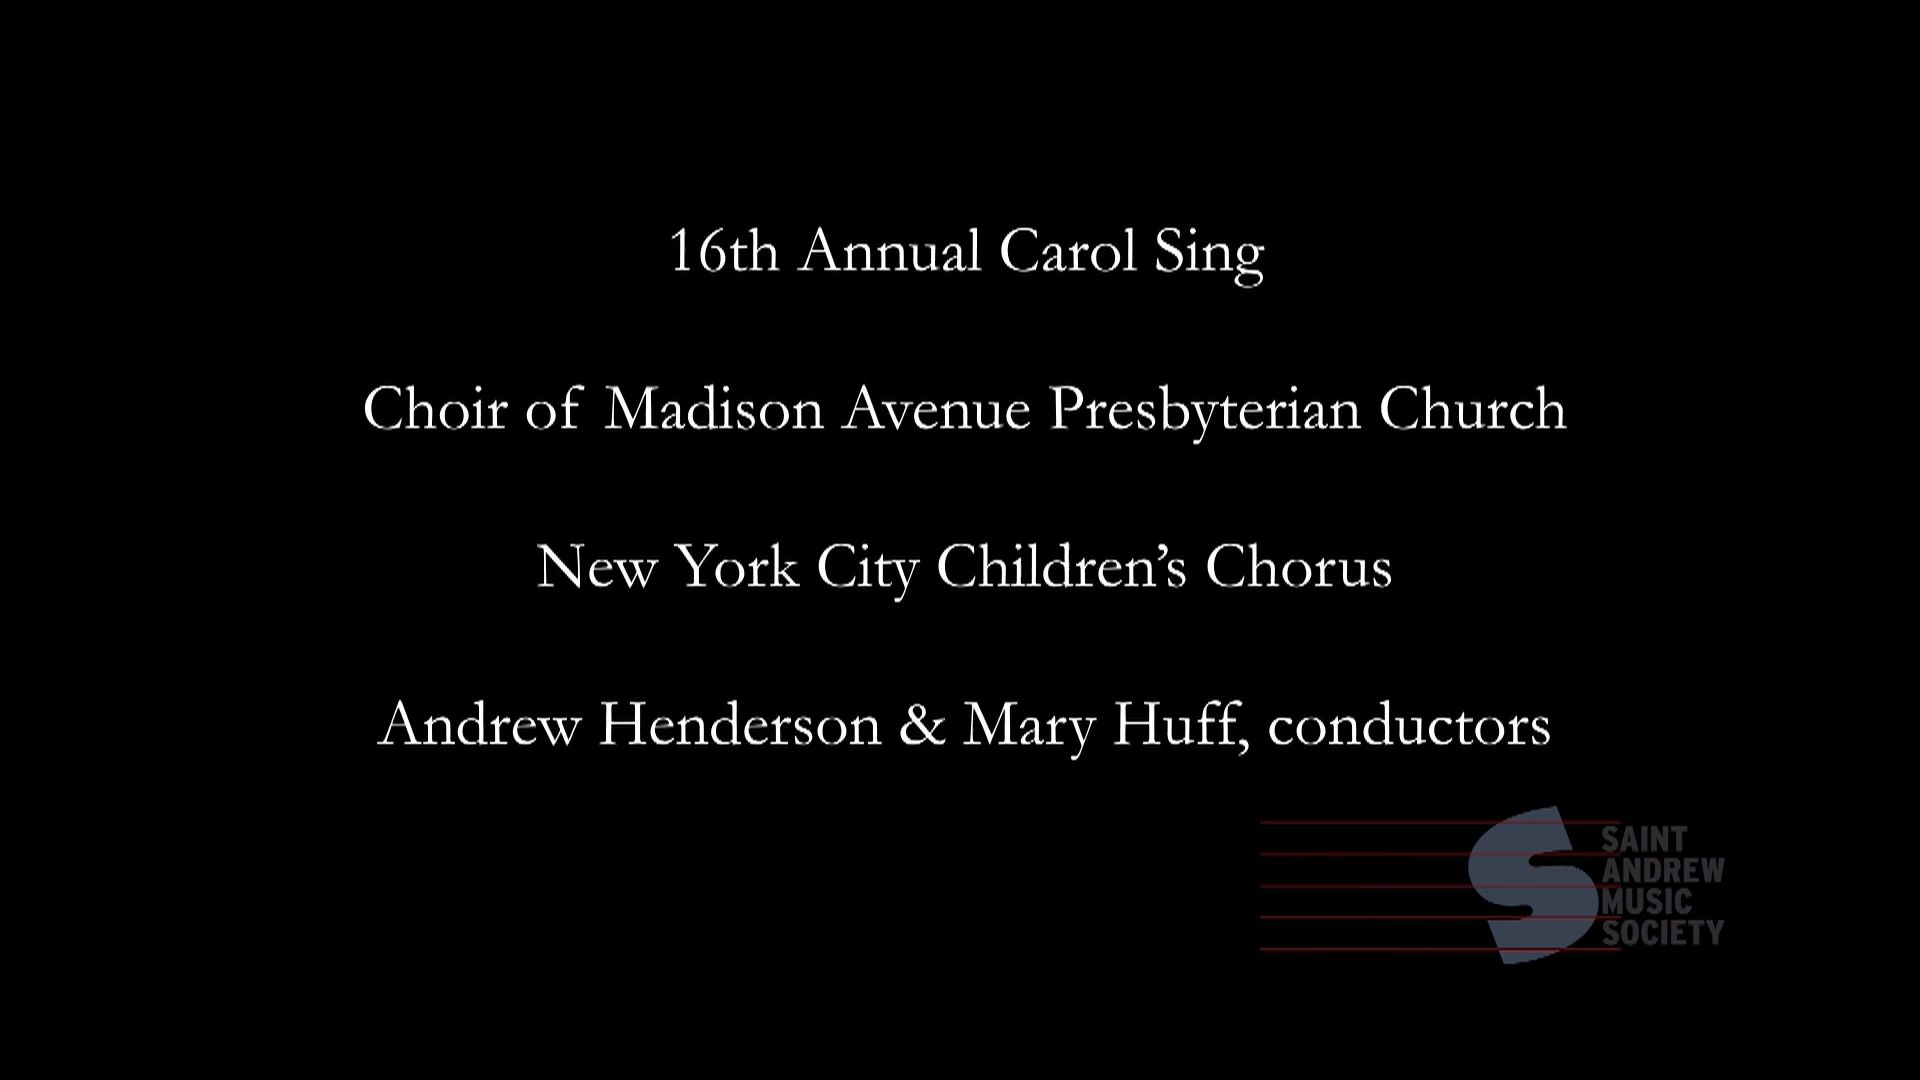 16th Annual Carol Sing
Choir of Madison Avenue Presbyterian Church
New York City Children’s Chorus
Andrew Henderson & Mary Huff, conductors
SAINT
ANDREW
MUSIC
SOCIETY